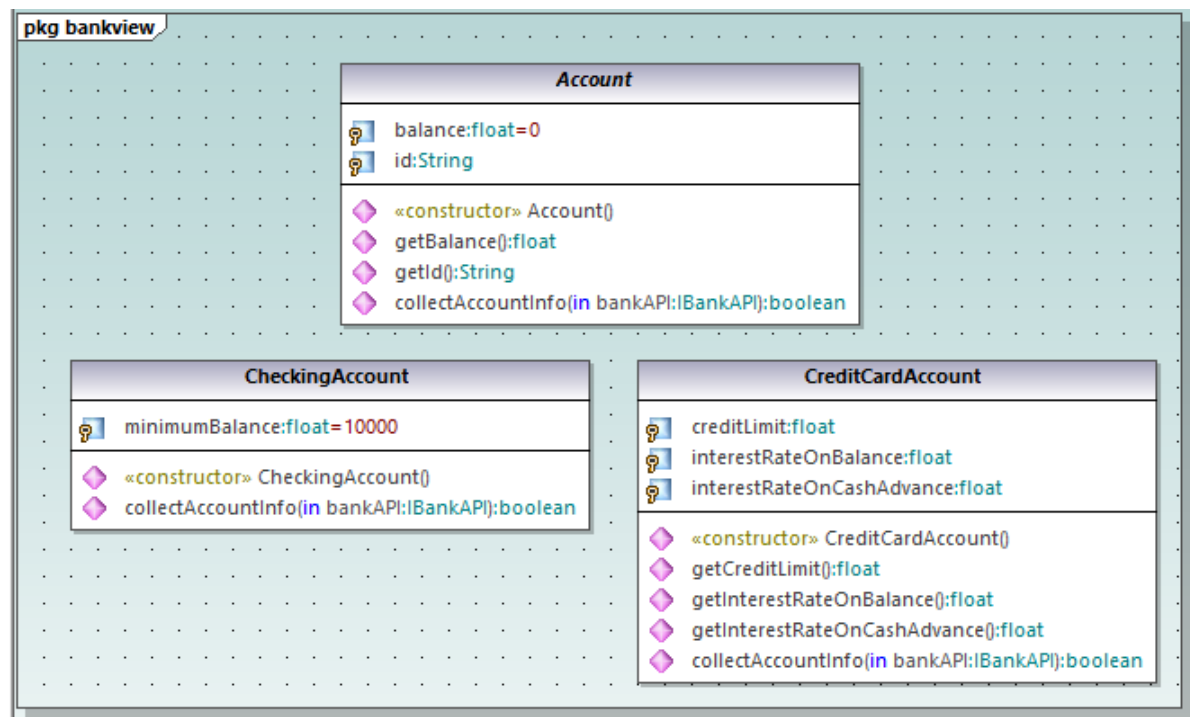 pkg bankview
Account
balance:float=0
id:String
«constructor» Account()
getBalance():float
getId():String
collectAccountInfo(in bankAPI:IBankAPI):boolean
CheckingAccount
minimumBalance:float=10000
«constructor» CheckingAccount()
collectAccountInfo(in bankAPI:IBankAPI):boolean
CreditCardAccount
creditLimit:float
interestRateOnBalance:float
interestRateOnCashAdvance:float
«constructor» CreditCardAccount()
getCreditLimit():float
getInterestRateOnBalance():float
getInterestRateOnCashAdvance():float
collectAccountInfo(in bankAPI:IBankAPI):boolean